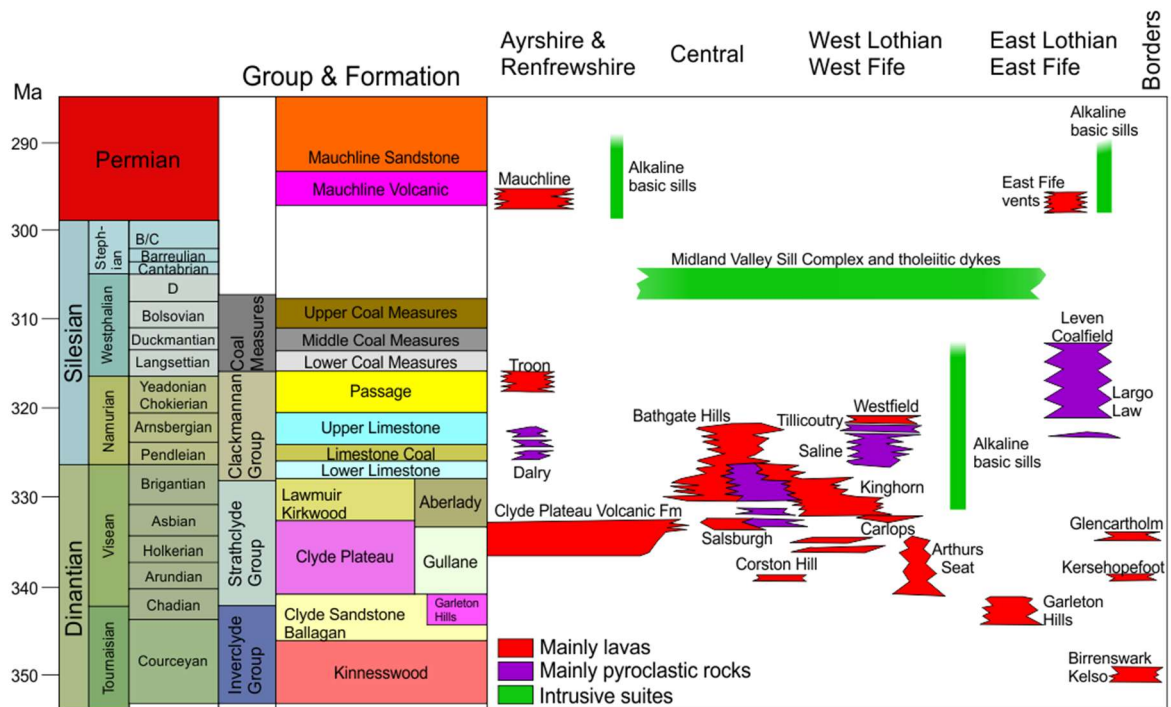 Ma
Group & Formation
Ayrshire &
Renfrewshire
Central
West Lothian
West Fife
East Lothian
East Fife
Borders
290
300
310
320
330
340
350
Permian
Silesian
Dinantian
Steph-
ian
Westphalian
Namurian
Visean
Tournaisian
B/C
Barreulian
Cantabrian
D
Bolsovian
Duckmantian
Langsettian
Yeadonian
Chokierian
Arnsbergian
Pendleian
Brigantian
Asbian
Holkerian
Arundian
Chadian
Courceyan
Coal
Measures
Clackmannan
Group
Strathclyde
Group
Inverclyde
Group
Mauchline Sandstone
Mauchline Volcanic
Upper Coal Measures
Middle Coal Measures
Lower Coal Measures
Passage
Upper Limestone
Limestone Coal
Lower Limestone
Lawmuir
Kirkwood
Aberlady
Clyde Plateau
Gullane
Clyde Sandstone
Ballagan
Garleton
Hills
Kinnesswood
Mauchline
Alkaline
basic sills
Alkaline
basic sills
East Fife
vents
Midland Valley Sill Complex and tholeiitic dykes
Leven
Coalfield
Largo
Law
Troon
Dalry
Bathgate Hills
Tillicoutry
Westfield
Saline
Alkaline
basic sills
Kinghorn
Clyde Plateau Volcanic Fm
Salsburgh
Carlops
Corston Hill
Arthurs
Seat
Glencartholm
Kersehopefoot
Garleton
Hills
Birrenswark
Kelso
Mainly lavas
Mainly pyroclastic rocks
Intrusive suites